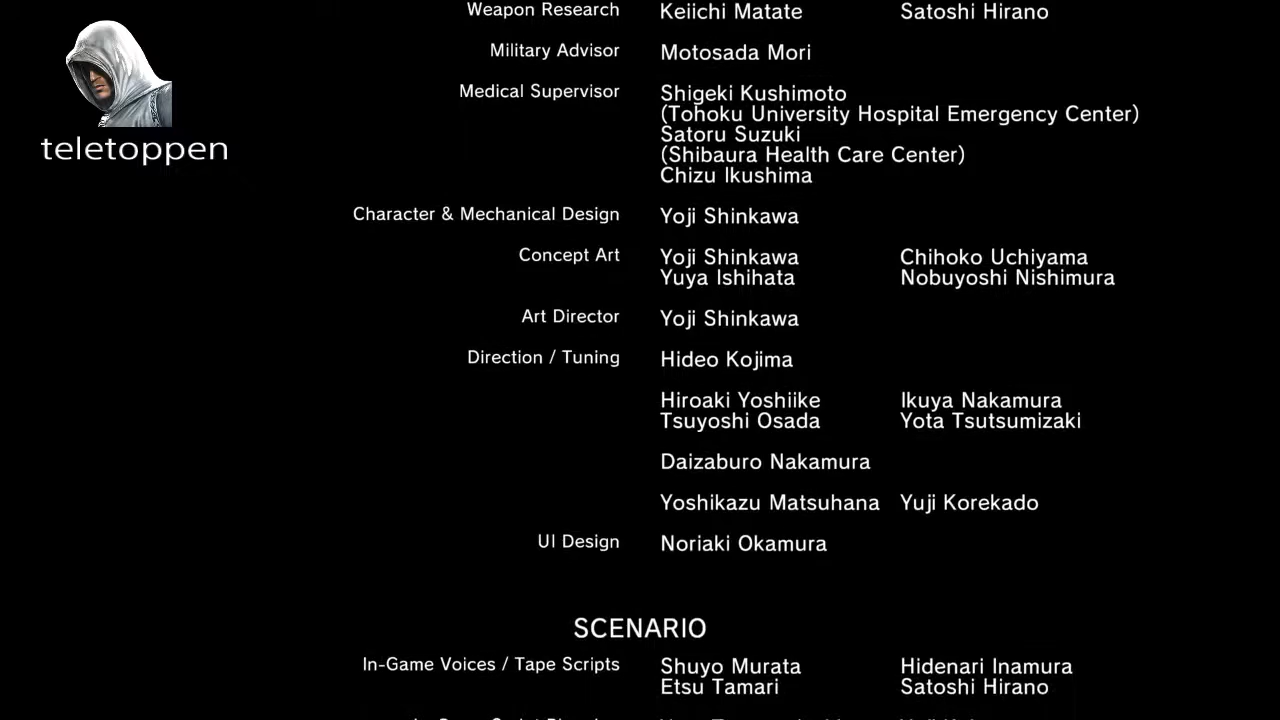 Weapon Research Keiichi Matate Satoshi Hirano
Military Advisor Motosada Mori
teletoppen
Medical Supervisor Shigeki Kushimoto
(Tohoku University Hospital Emergency Center)
Satoru Suzuki
(Shibaura Health Care Center)
Chizu Ikushima
Character & Mechanical Design Yoji Shinkawa
Concept Art Yoji Shinkawa Chihoko Uchiyama
Yuya Ishihata Nobuyoshi Nishimura
Art Director Yoji Shinkawa
Direction / Tuning Hideo Kojima
Hiroaki Yoshiike Ikuya Nakamura
Tsuyoshi Osada Yota Tsutsumizaki
Daizaburo Nakamura
Yoshikazu Matsuhana Yuji Korekado
UI Design Noriaki Okamura
SCENARIO
In-Game Voices / Tape Scripts Shuyo Murata Hidenari Inamura
Etsu Tamari Satoshi Hirano